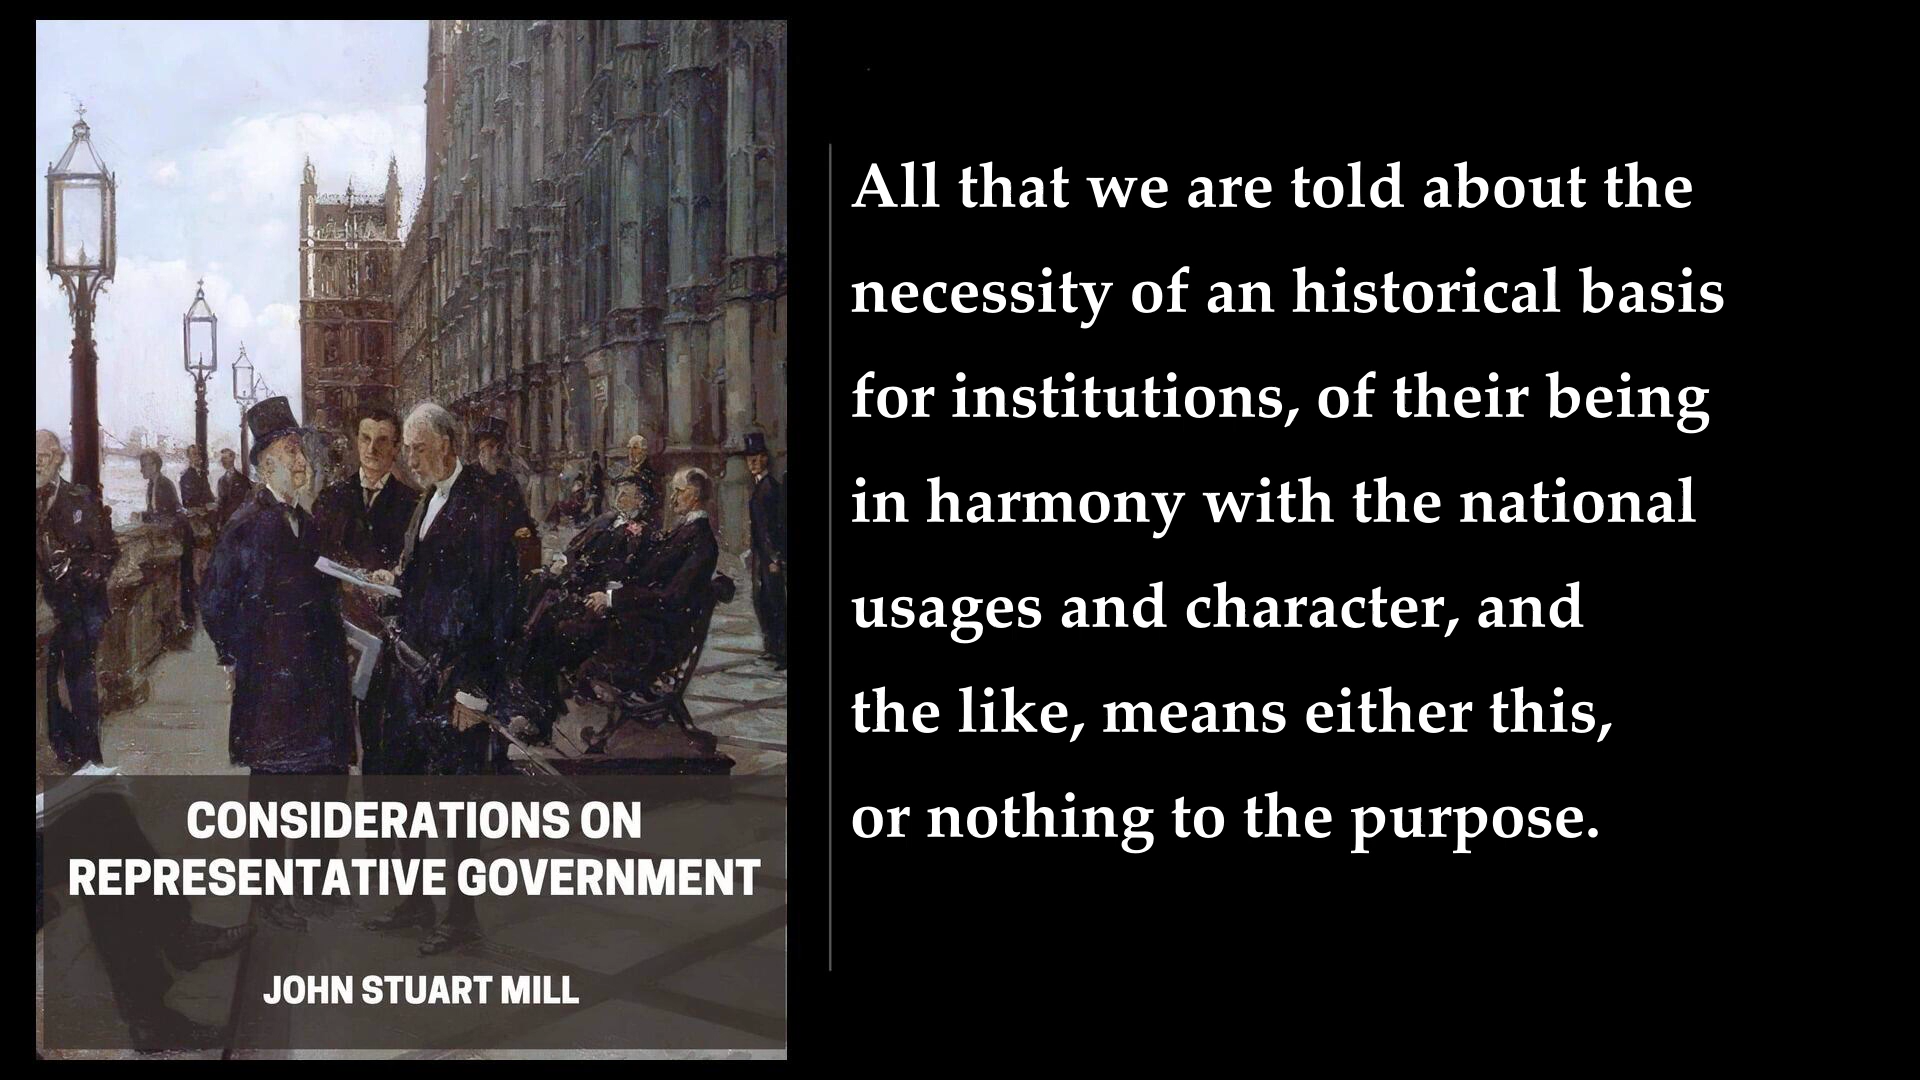 CONSIDERATIONS ON
REPRESENTATIVE GOVERNMENT
JOHN STUART MILL
All that we are told about the
necessity of an historical basis
for institutions, of their being
in harmony with the national
usages and character, and
the like, means either this,
or nothing to the purpose.